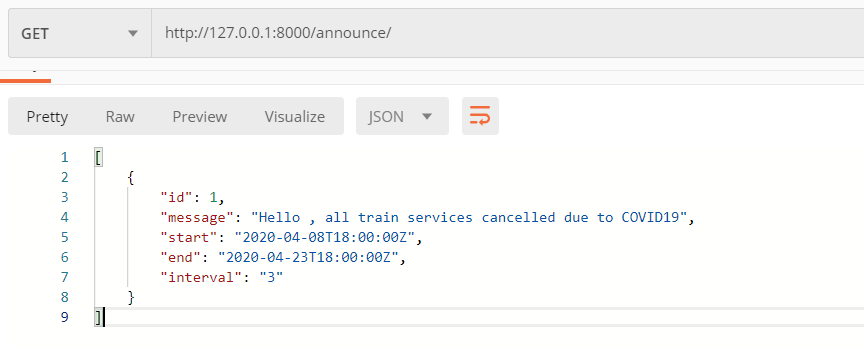 GET http://127.0.0.1:8000/announce/
Pretty Raw Preview Visualize JSON
1 [
2 {
3 "id": 1,
4 "message": "Hello , all train services cancelled due to COVID19",
5 "start": "2020-04-08T18:00:00Z",
6 "end": "2020-04-23T18:00:00Z",
7 "interval": "3"
8 }
9 ]